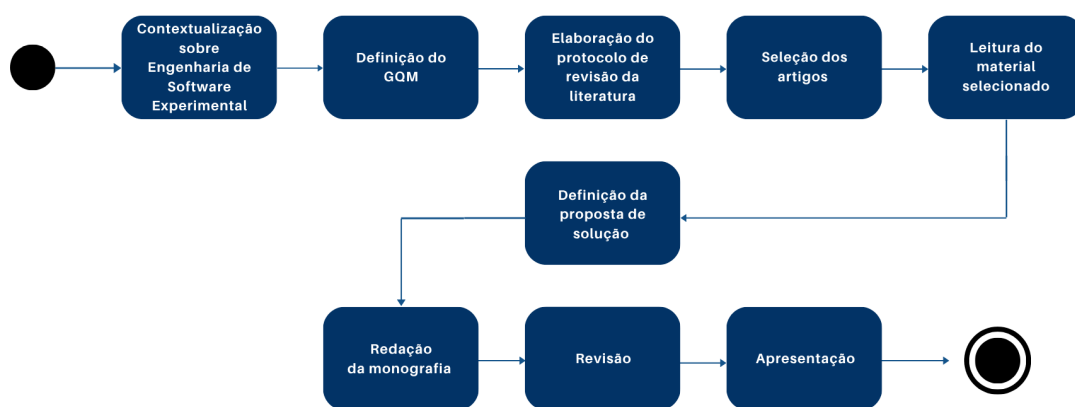 Contextualização
sobre
Engenharia de
Software
Experimental
Definição do
GQM
Elaboração do
protocolo de
revisão da
literatura
Seleção dos
artigos
Leitura do
material
selecionado
Definição da
proposta de
solução
Redação
da monografia
Revisão
Apresentação